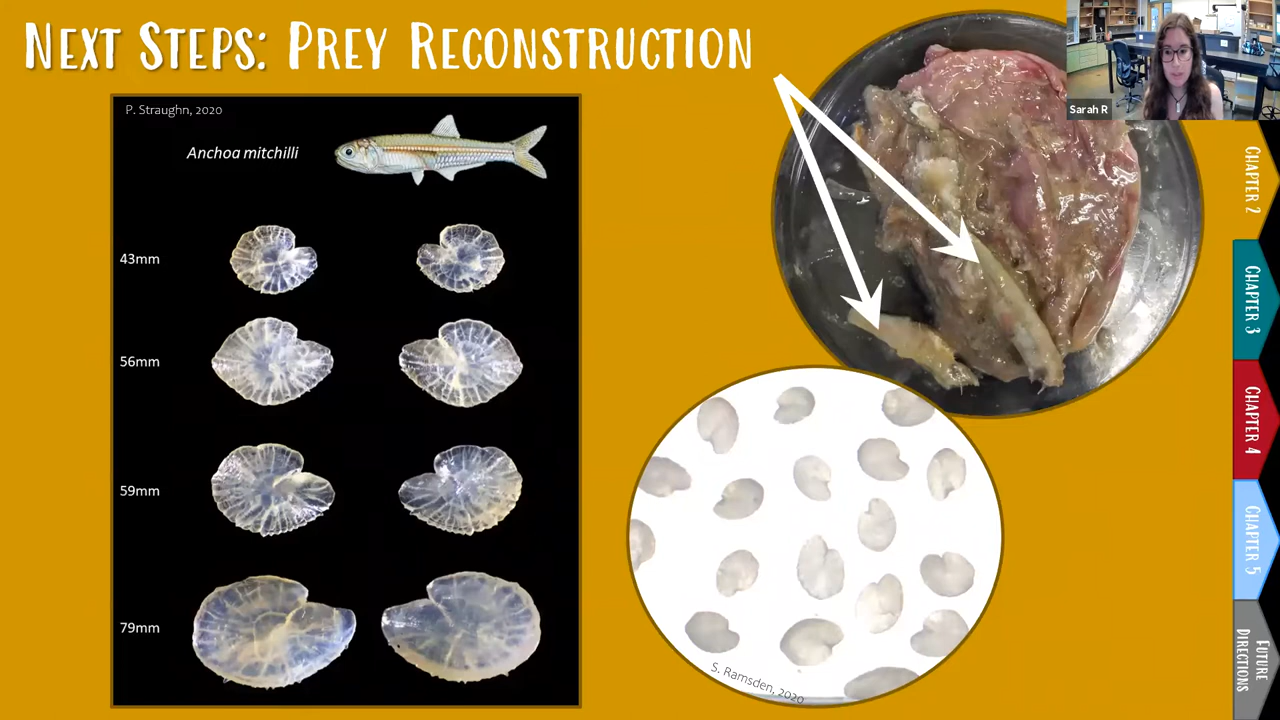 NEXT STEPS: PREY RECONSTRUCTION
P. Straughn, 2020
Anchoa mitchilli
43mm
56mm
59mm
79mm
S. Ramsden, 2020
Sarah R
CHAPTER 2
CHAPTER 3
CHAPTER 4
CHAPTER 5
FUTURE
DIRECTIONS